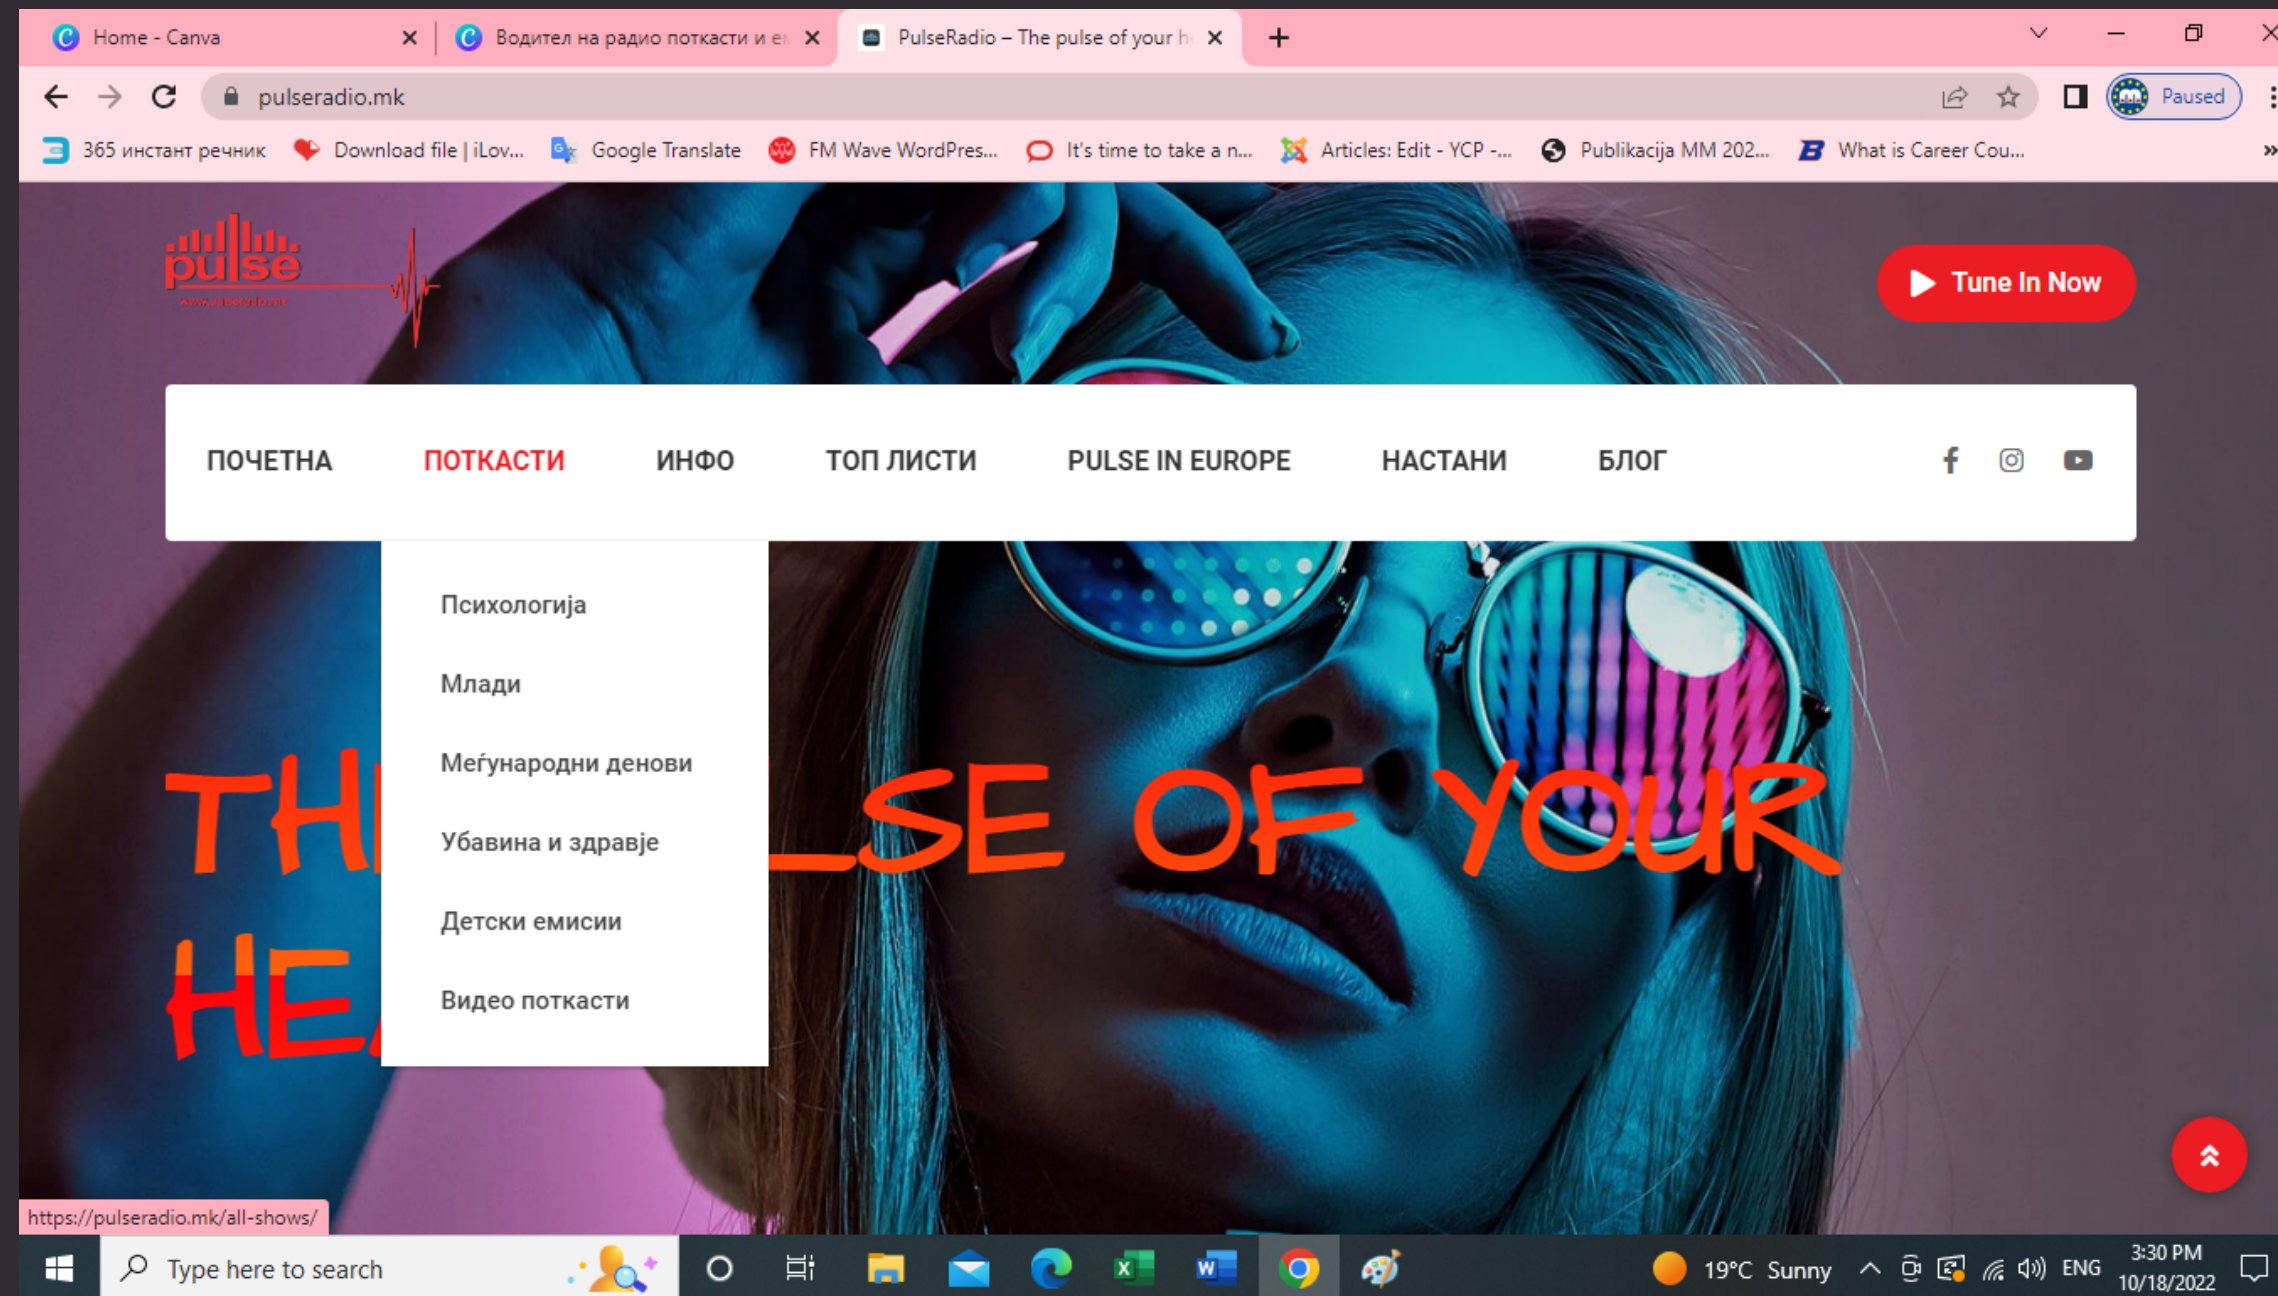 Home - Canva
Водител на радио поткасти и ем
PulseRadio – The pulse of your he
pulseradio.mk
Paused
365 инстант речник
Download file | iLov...
Google Translate
FM Wave WordPres...
It's time to take a n...
Articles: Edit - YCP -...
Publikacija MM 202...
What is Career Cou...
pulse
Tune In Now
ПОЧЕТНА ПОТКАСТИ ИНФО ТОП ЛИСТИ PULSE IN EUROPE НАСТАНИ БЛОГ
Психологија
Млади
Меѓународни денови
Убавина и здравје
Детски емисии
Видео поткасти
SE OF YOUR
https://pulseradio.mk/all-shows/
Type here to search
19°C Sunny
ENG
3:30 PM
10/18/2022